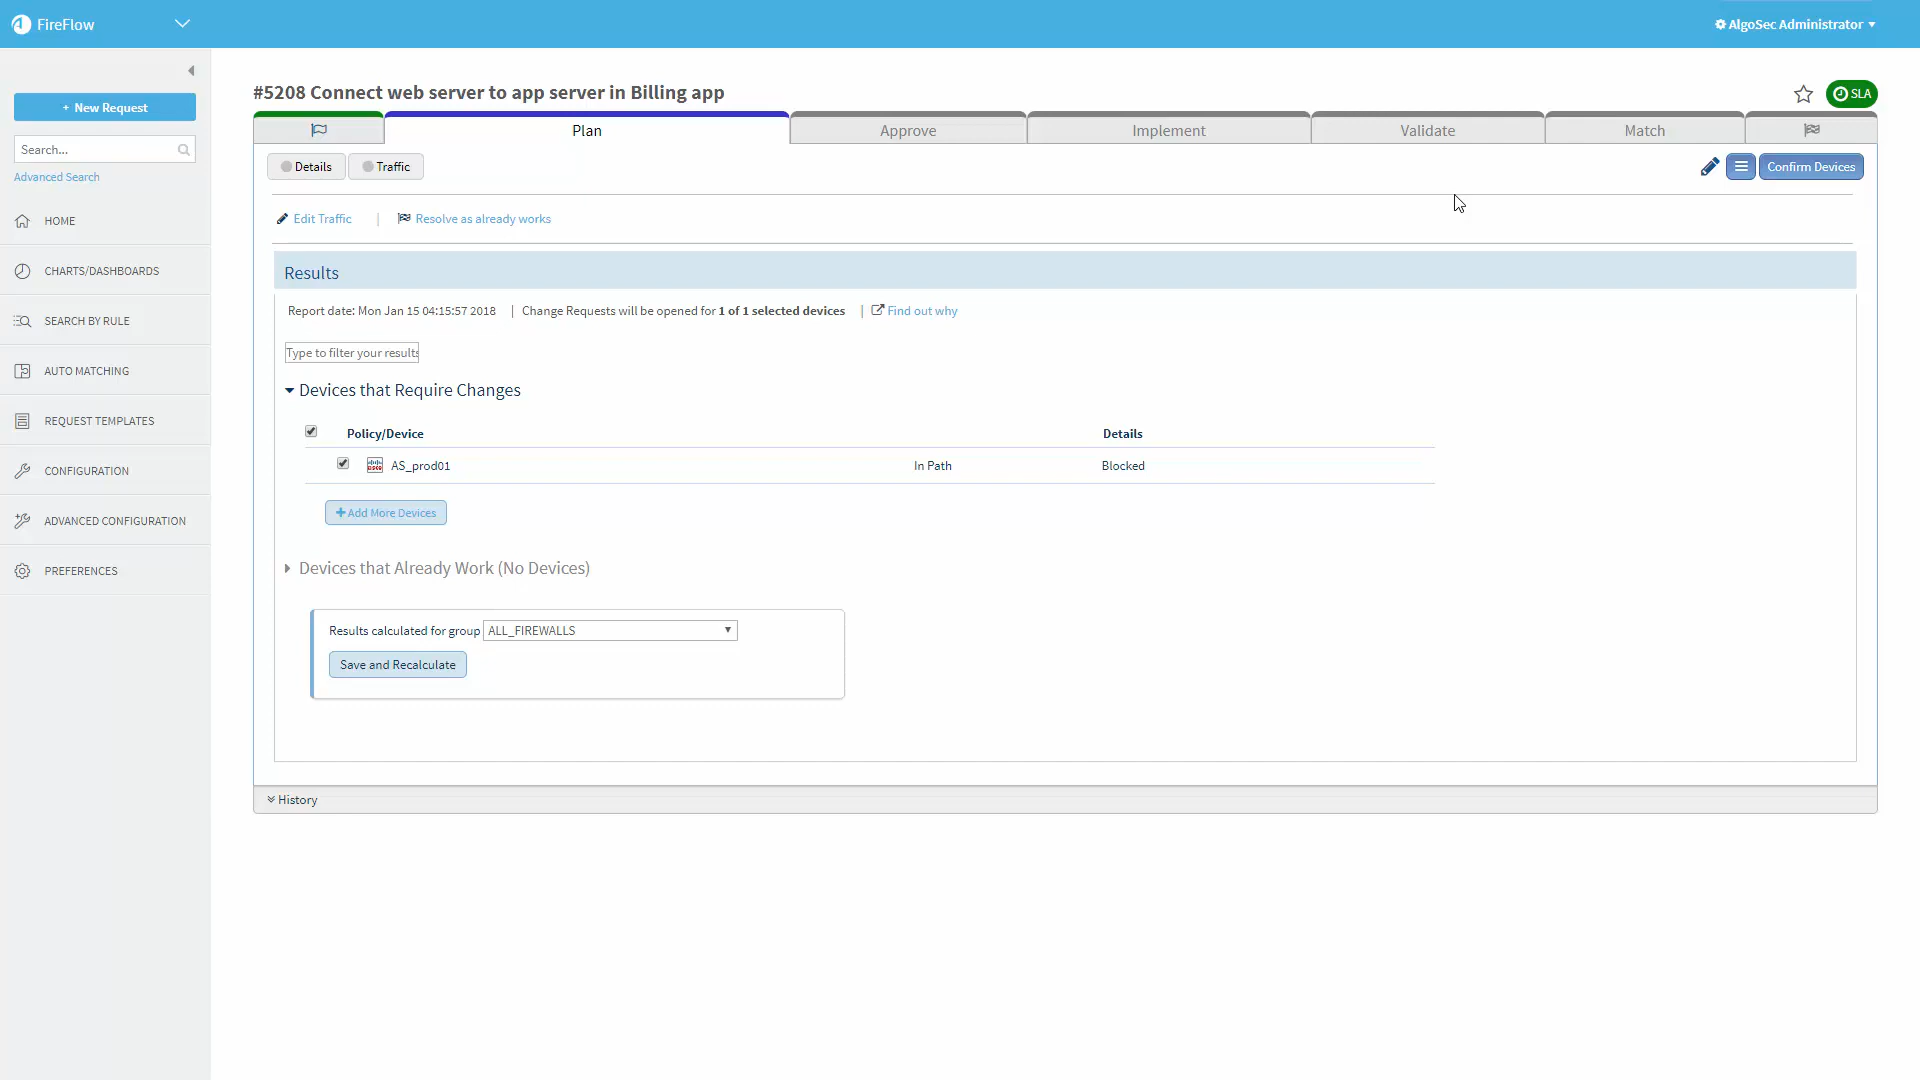 FireFlow
AlgoSec Administrator
+ New Request
Search...
Advanced Search
HOME
CHARTS/DASHBOARDS
SEARCH BY RULE
AUTO MATCHING
REQUEST TEMPLATES
CONFIGURATION
ADVANCED CONFIGURATION
PREFERENCES
#5208 Connect web server to app server in Billing app
SLA
Plan
Approve
Implement
Validate
Match
Details
Traffic
Confirm Devices
Edit Traffic | Resolve as already works
Results
Report date: Mon Jan 15 04:15:57 2018 | Change Requests will be opened for 1 of 1 selected devices | Find out why
Type to filter your results
Devices that Require Changes
Policy/Device Details
AS_prod01 In Path Blocked
+ Add More Devices
Devices that Already Work (No Devices)
Results calculated for group ALL_FIREWALLS
Save and Recalculate
History